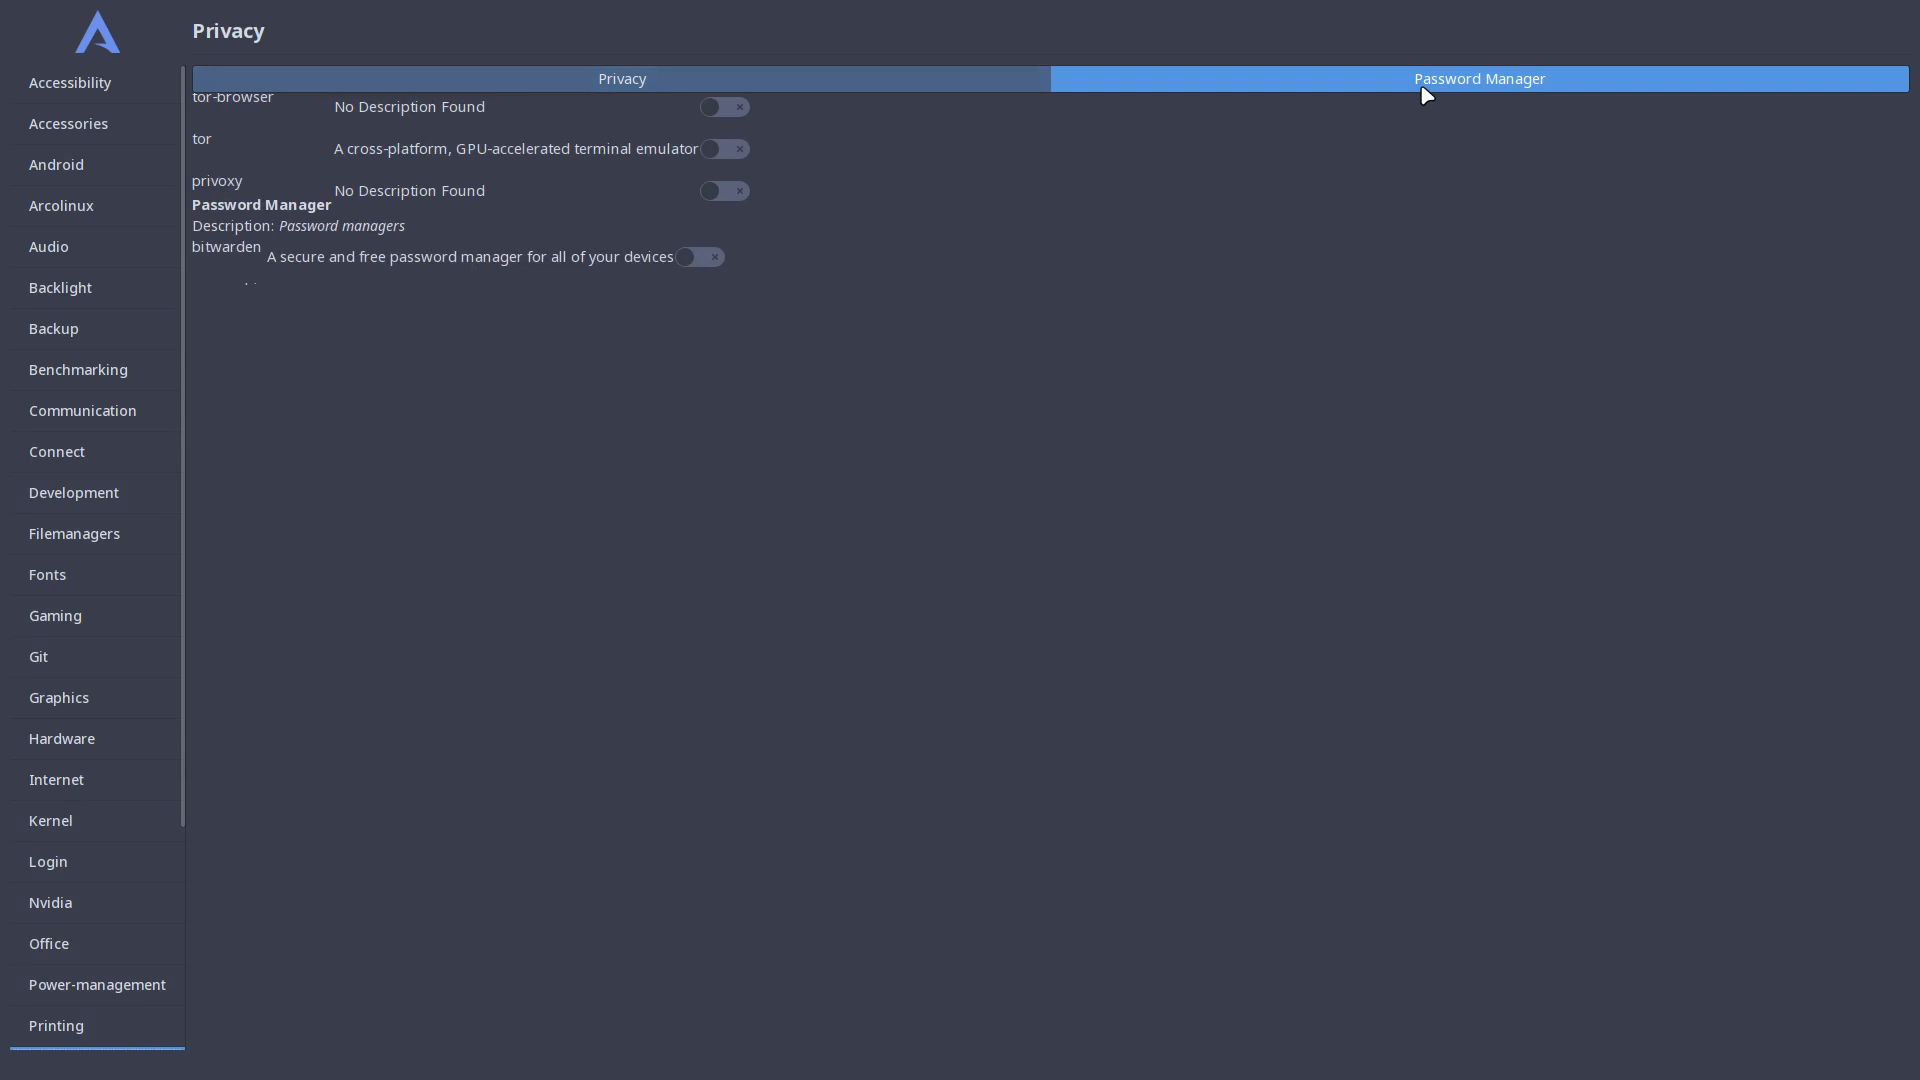 Privacy
Privacy
Password Manager
tor-browser
No Description Found
tor
A cross-platform, GPU-accelerated terminal emulator
privoxy
No Description Found
Password Manager
Description: Password managers
bitwarden
A secure and free password manager for all of your devices
Accessibility
Accessories
Android
Arcolinux
Audio
Backlight
Backup
Benchmarking
Communication
Connect
Development
Filemanagers
Fonts
Gaming
Git
Graphics
Hardware
Internet
Kernel
Login
Nvidia
Office
Power-management
Printing